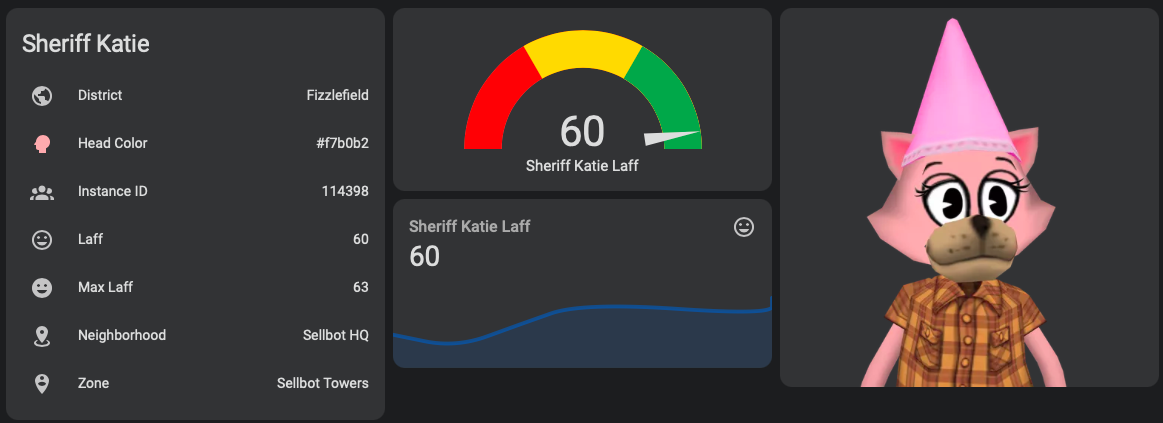 Sheriff Katie
District Fizzlefield
Head Color #f7b0b2
Instance ID 114398
Laff 60
Max Laff 63
Neighborhood Sellbot HQ
Zone Sellbot Towers
60
Sheriff Katie Laff
Sheriff Katie Laff
60